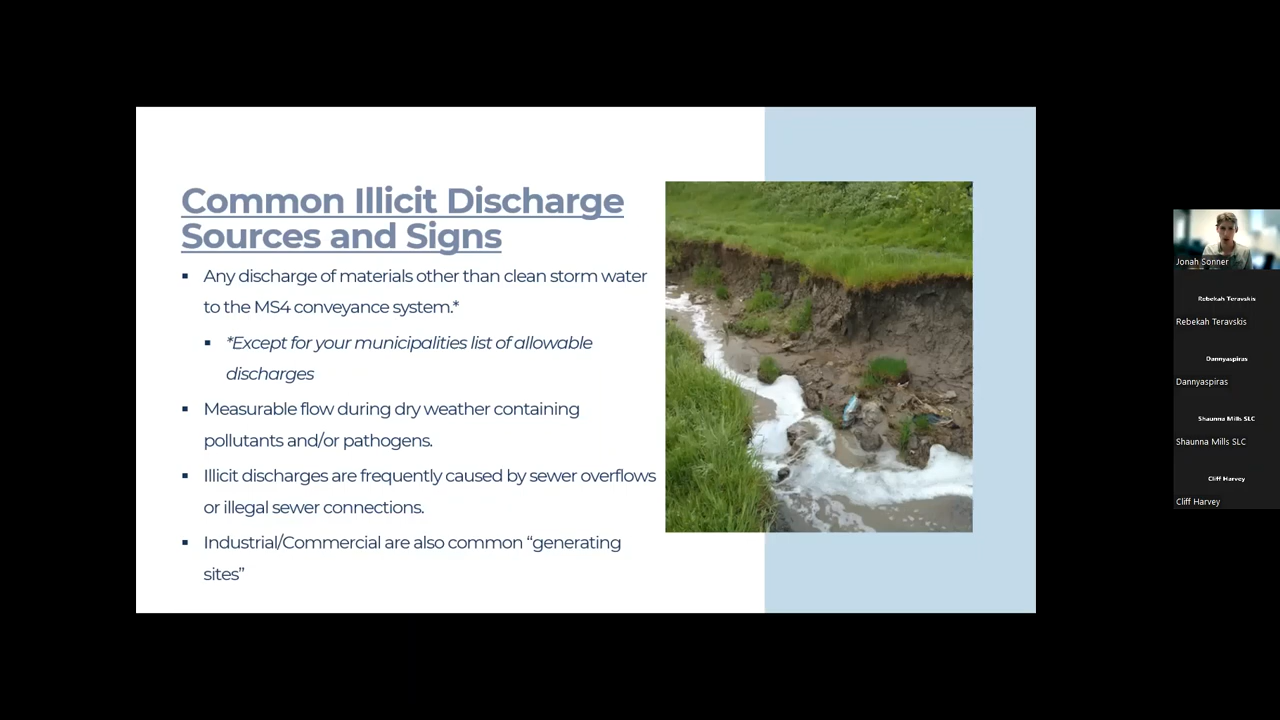 Common Illicit Discharge
Sources and Signs
▪ Any discharge of materials other than clean storm water
to the MS4 conveyance system.*
▪ *Except for your municipalities list of allowable
discharges
▪ Measurable flow during dry weather containing
pollutants and/or pathogens.
▪ Illicit discharges are frequently caused by sewer overflows
or illegal sewer connections.
▪ Industrial/Commercial are also common “generating
sites”
Jonah Sonner
Rebekah Teravskis
Rebekah Teravskis
Dannyaspiras
Dannyaspiras
Shaunna Mills SLC
Shaunna Mills SLC
Cliff Harvey
Cliff Harvey